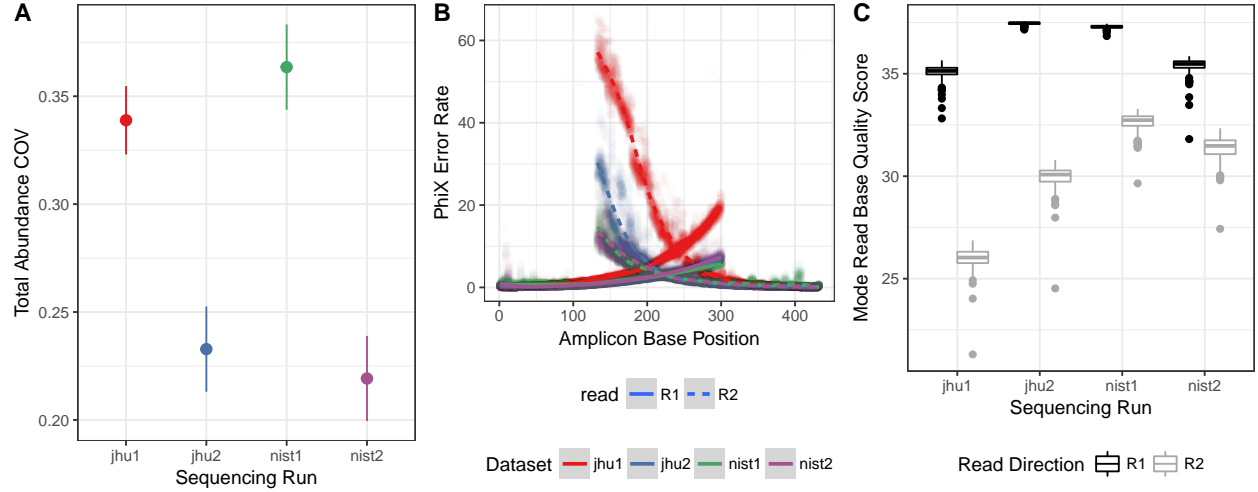 A
Total Abundance COV
0.35
0.30
0.25
0.20
jhu1 jhu2 nist1 nist2
Sequencing Run
B
PhiX Error Rate
60
40
20
0
0 100 200 300 400
Amplicon Base Position
read R1 R2
Dataset jhu1 jhu2 nist1 nist2
C
Mode Read Base Quality Score
35
30
25
jhu1 jhu2 nist1 nist2
Sequencing Run
Read Direction R1 R2